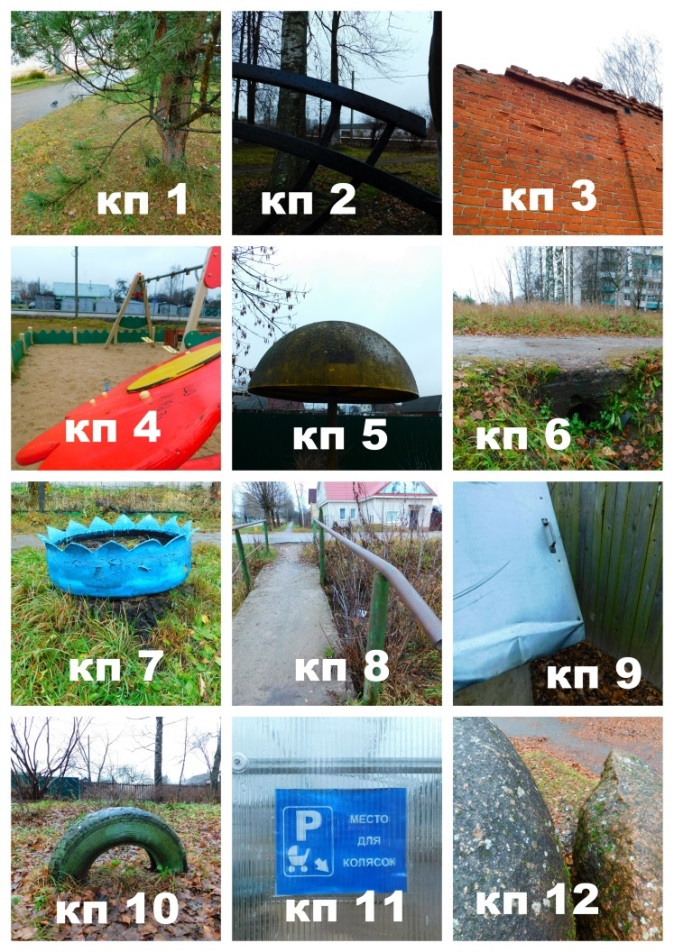 кп 1
кп 2
кп 3
кп 4
кп 5
кп 6
кп 7
кп 8
кп 9
кп 10
P
МЕСТО
ДЛЯ
КОЛЯСОК
кп 11
кп 12